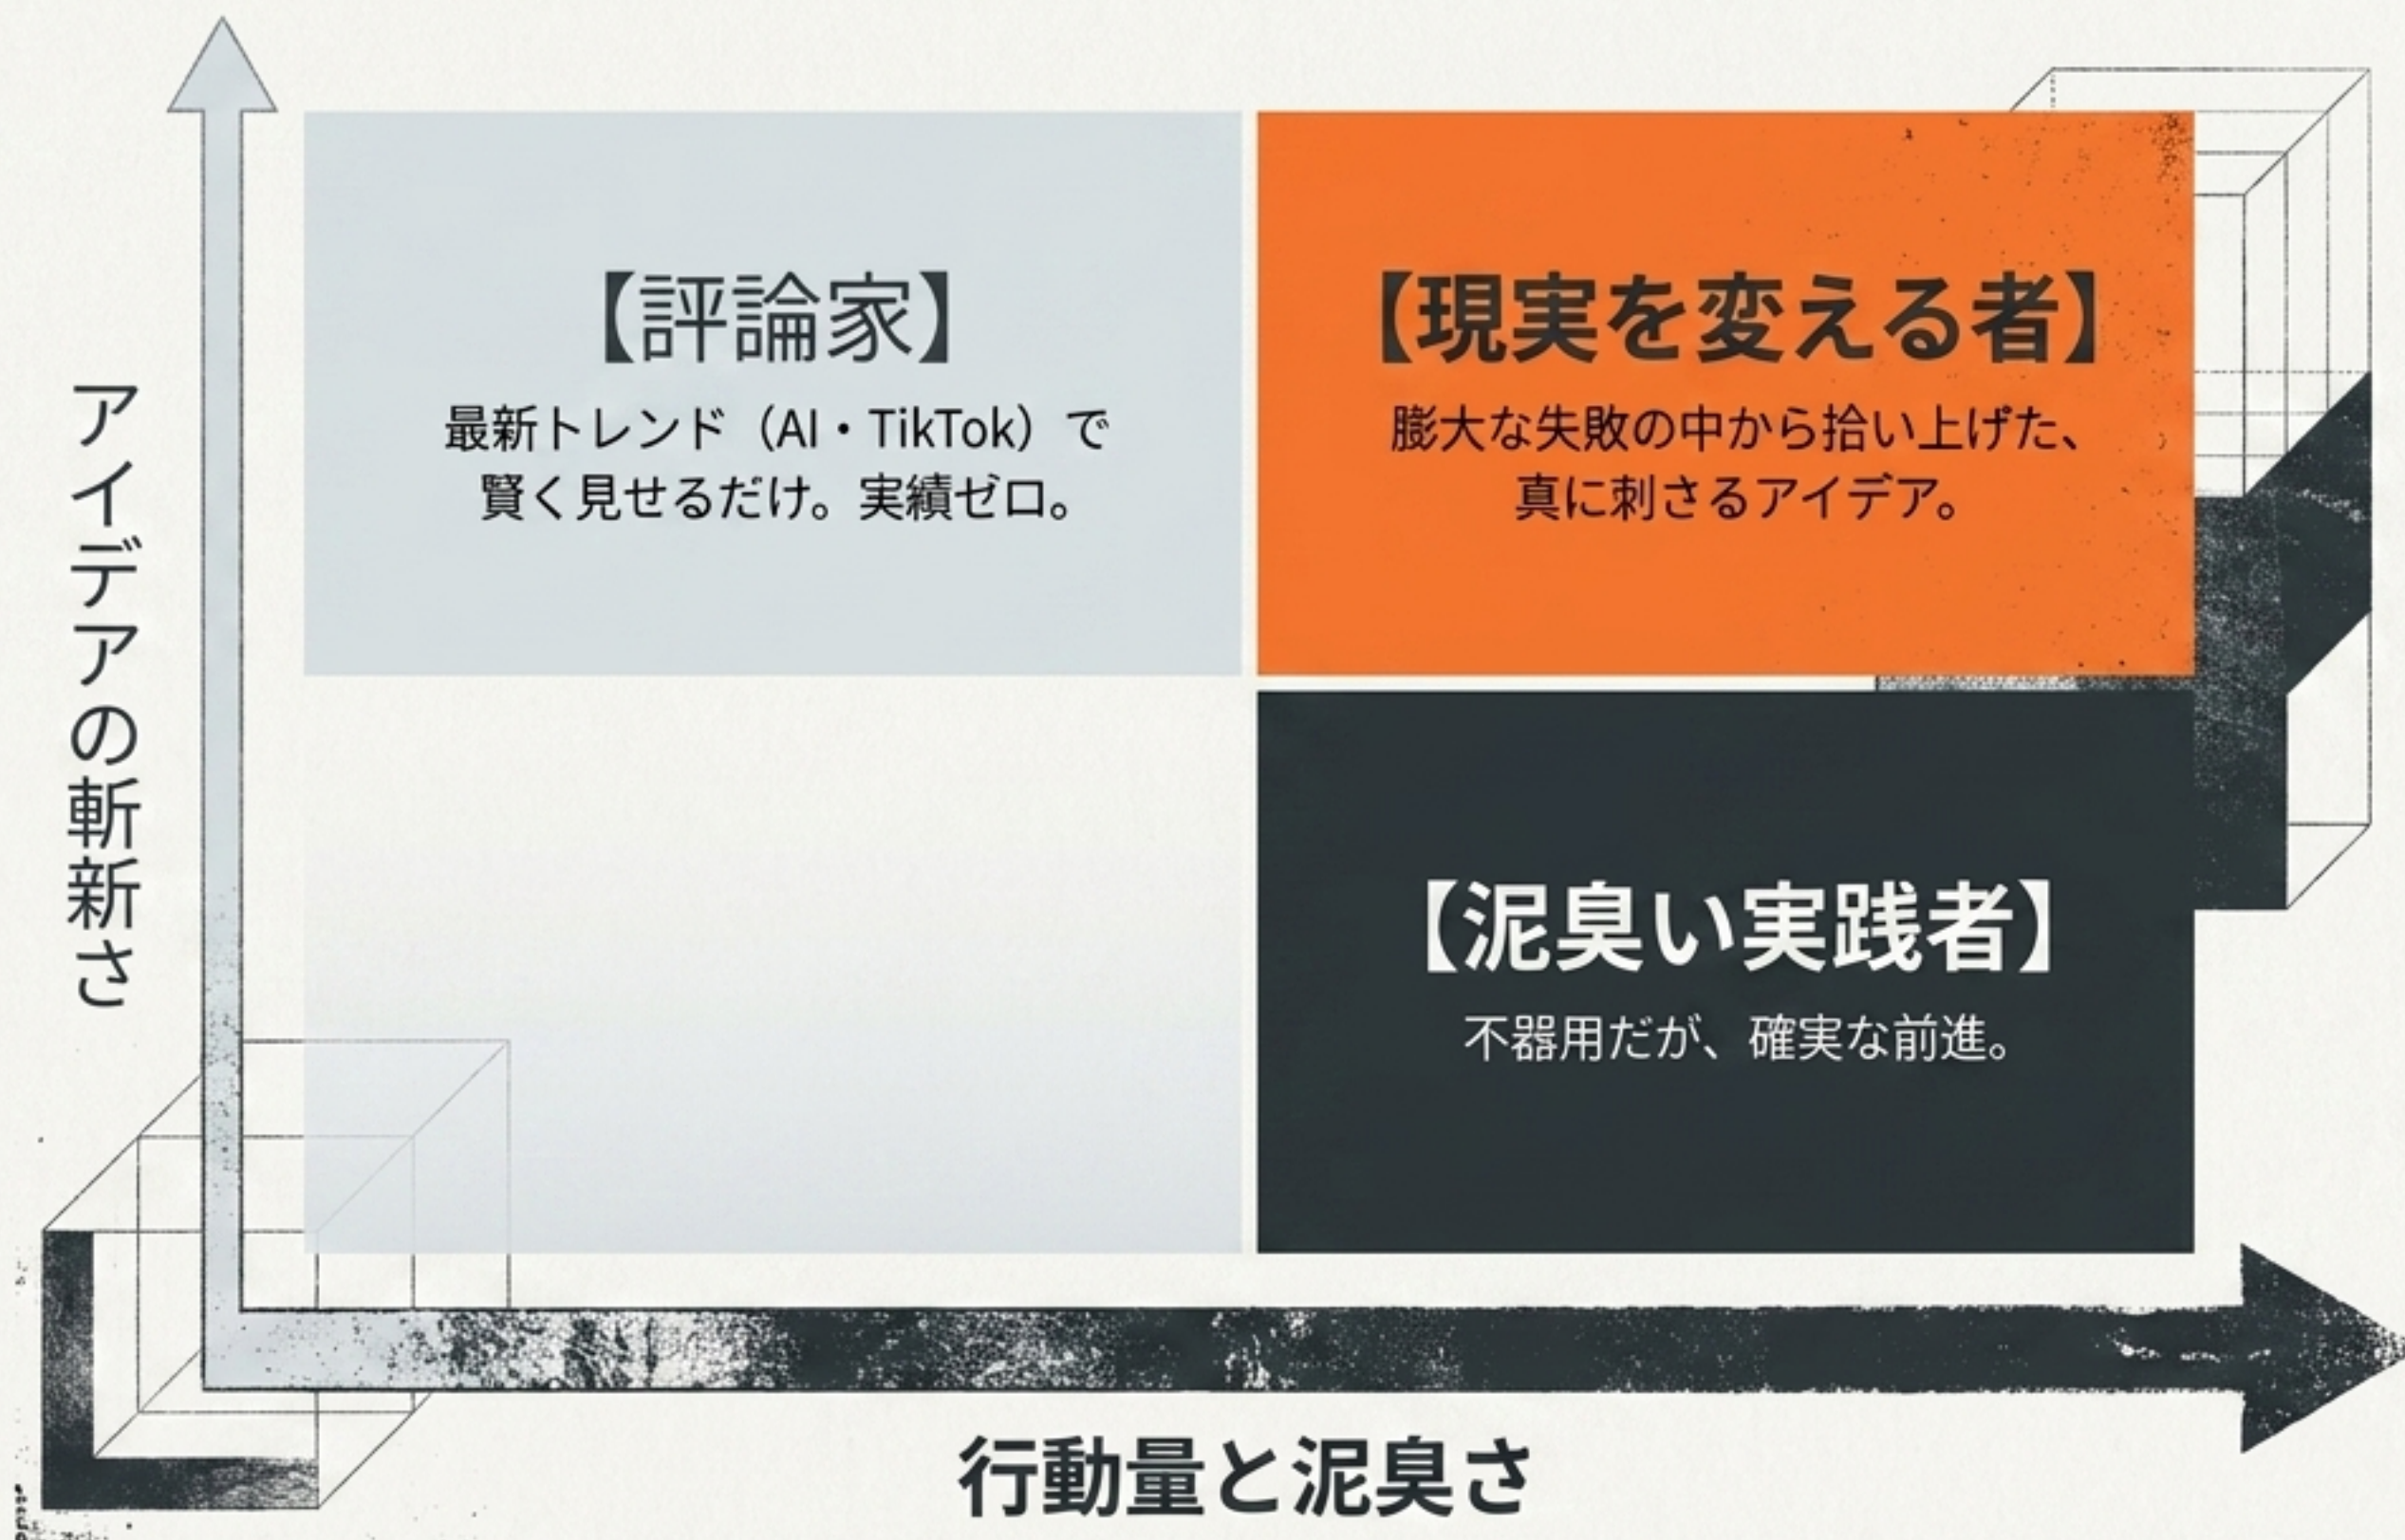 アイデアの斬新さ
【評論家】
最新トレンド（AI・TikTok）で
賢く見せるだけ。実績ゼロ。
【現実を変える者】
膨大な失敗の中から拾い上げた、
真に刺さるアイデア。
【泥臭い実践者】
不器用だが、確実な前進。
行動量と泥臭さ